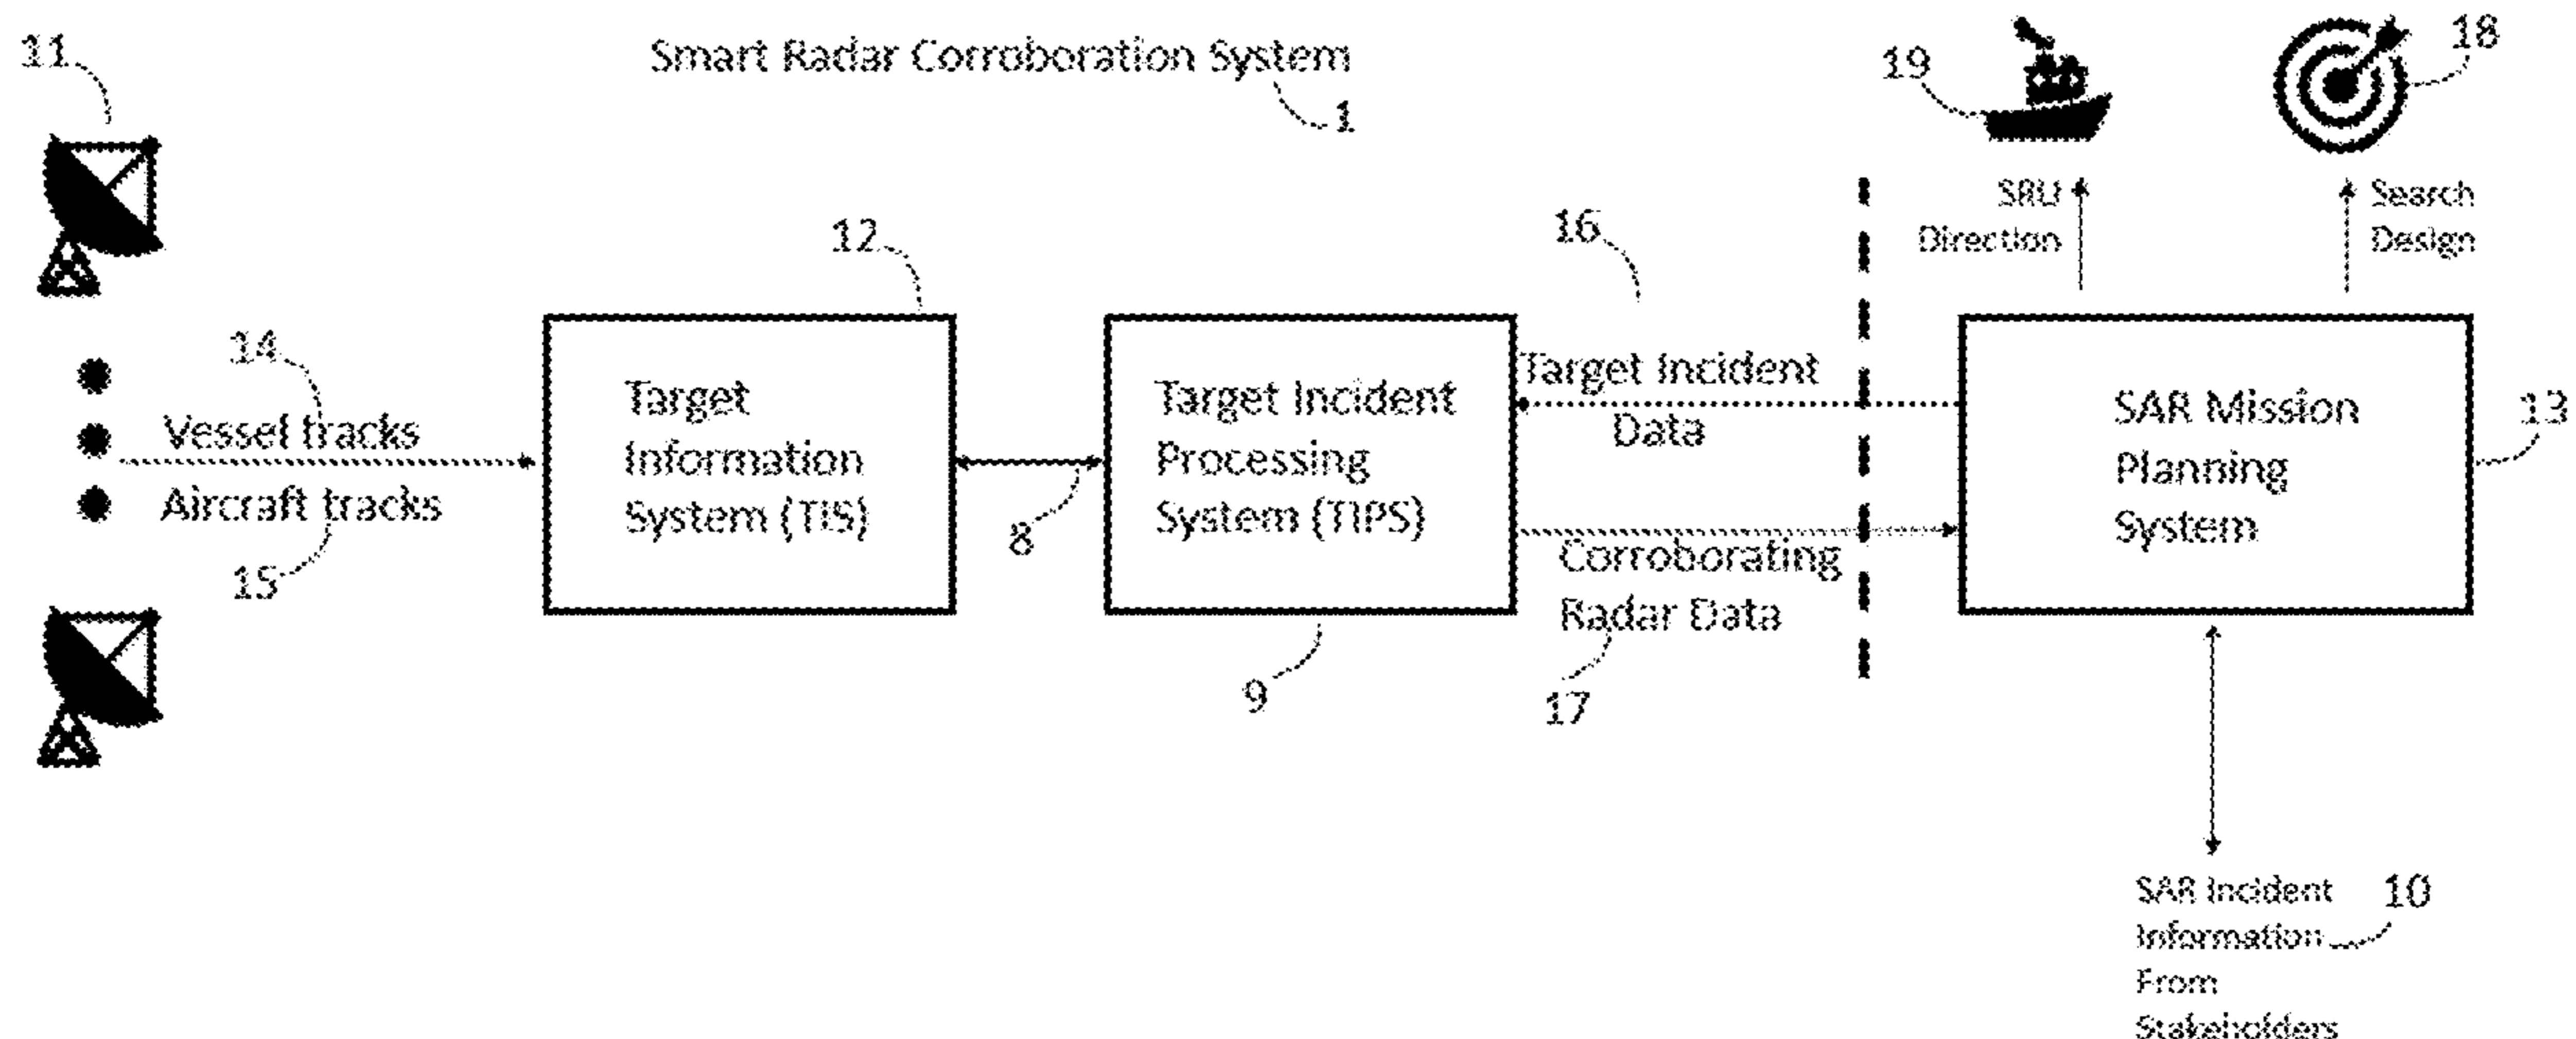 11
Smart Radar Corroboration System
1
19
18
SRU
Direction
Search
Design
12
16
14
Vessel tracks
Aircraft tracks
15
Target
Information
System (TIS)
8
Target Incident
Processing
System (TIPS)
9
Target Incident
Data
Corroborating
Radar Data
17
SAR Mission
Planning
System
13
SAR Incident
Information
From
Stakeholders
10